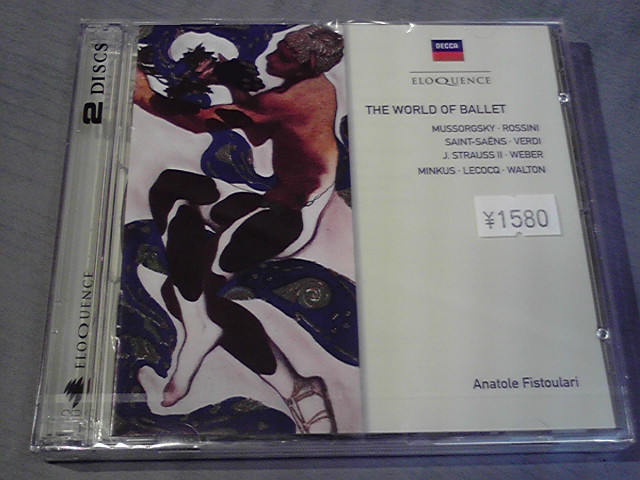 2 DISCS
ELOQUENCE
DECCA
ELOQUENCE
THE WORLD OF BALLET
MUSSORGSKY · ROSSINI
SAINT-SAËNS · VERDI
J. STRAUSS II · WEBER
MINKUS · LECOCQ · WALTON
¥1580
Anatole Fistoulari